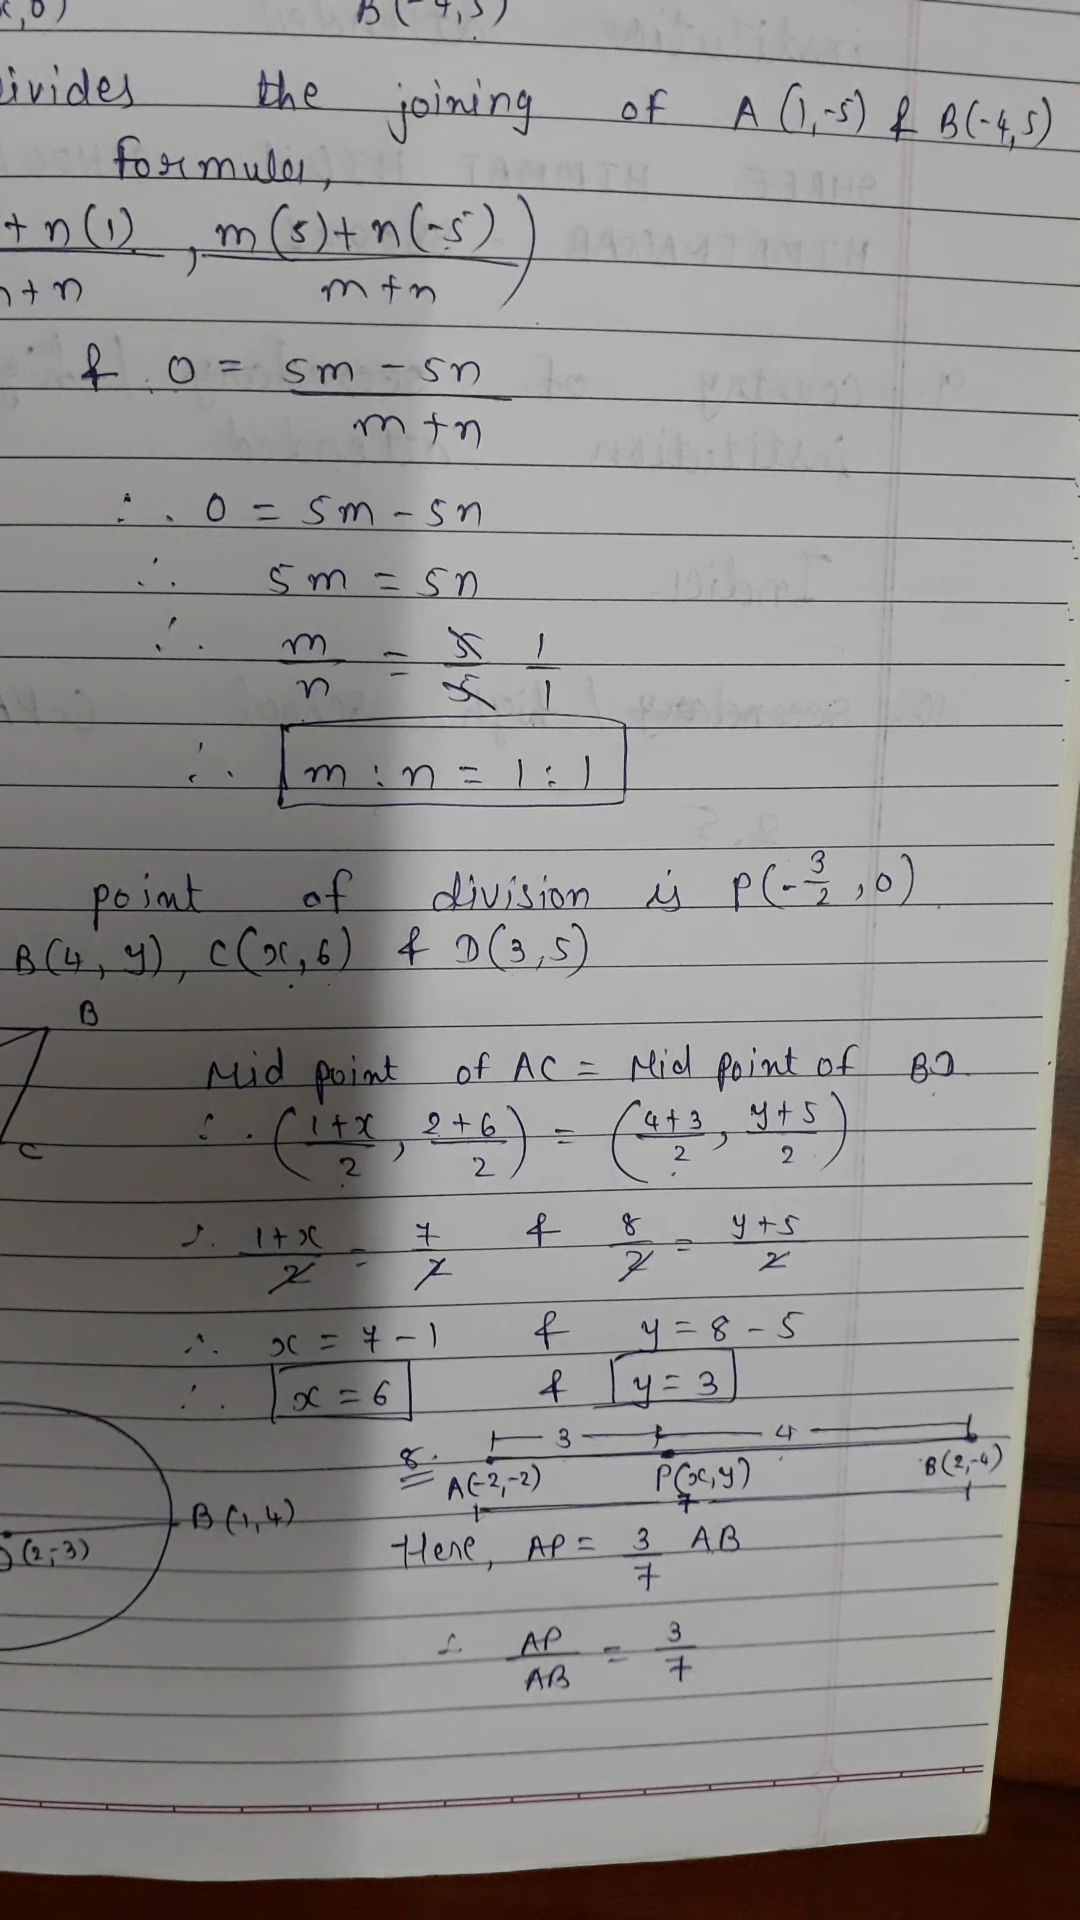 B(-4,5)
the joining of A(1,-5) & B(-4,5)
formula,
+ n(1) , m(5)+n(-5) )
m+n
& 0 = 5m - 5n
m+n
∴ 0 = 5m - 5n
∴ 5m = 5n
∴ m/n = 5/5 1/1
∴ m : n = 1 : 1
point of division is P(-3/2, 0)
B(4, y), C(x, 6) & D(3, 5)
B
C
Mid point of AC = Mid point of BD
∴ (1+x/2, 2+6/2) = (4+3/2, y+5/2)
∴ 1+x/2 = 7/2 & 8/2 = y+5/2
∴ x = 7 - 1 & y = 8 - 5
∴ x = 6 & y = 3
B(1,4)
(2,-3)
8. 3 4
A(-2,-2) P(x,y) B(2,-4)
7
Here, AP = 3/7 AB
∴ AP/AB = 3/7